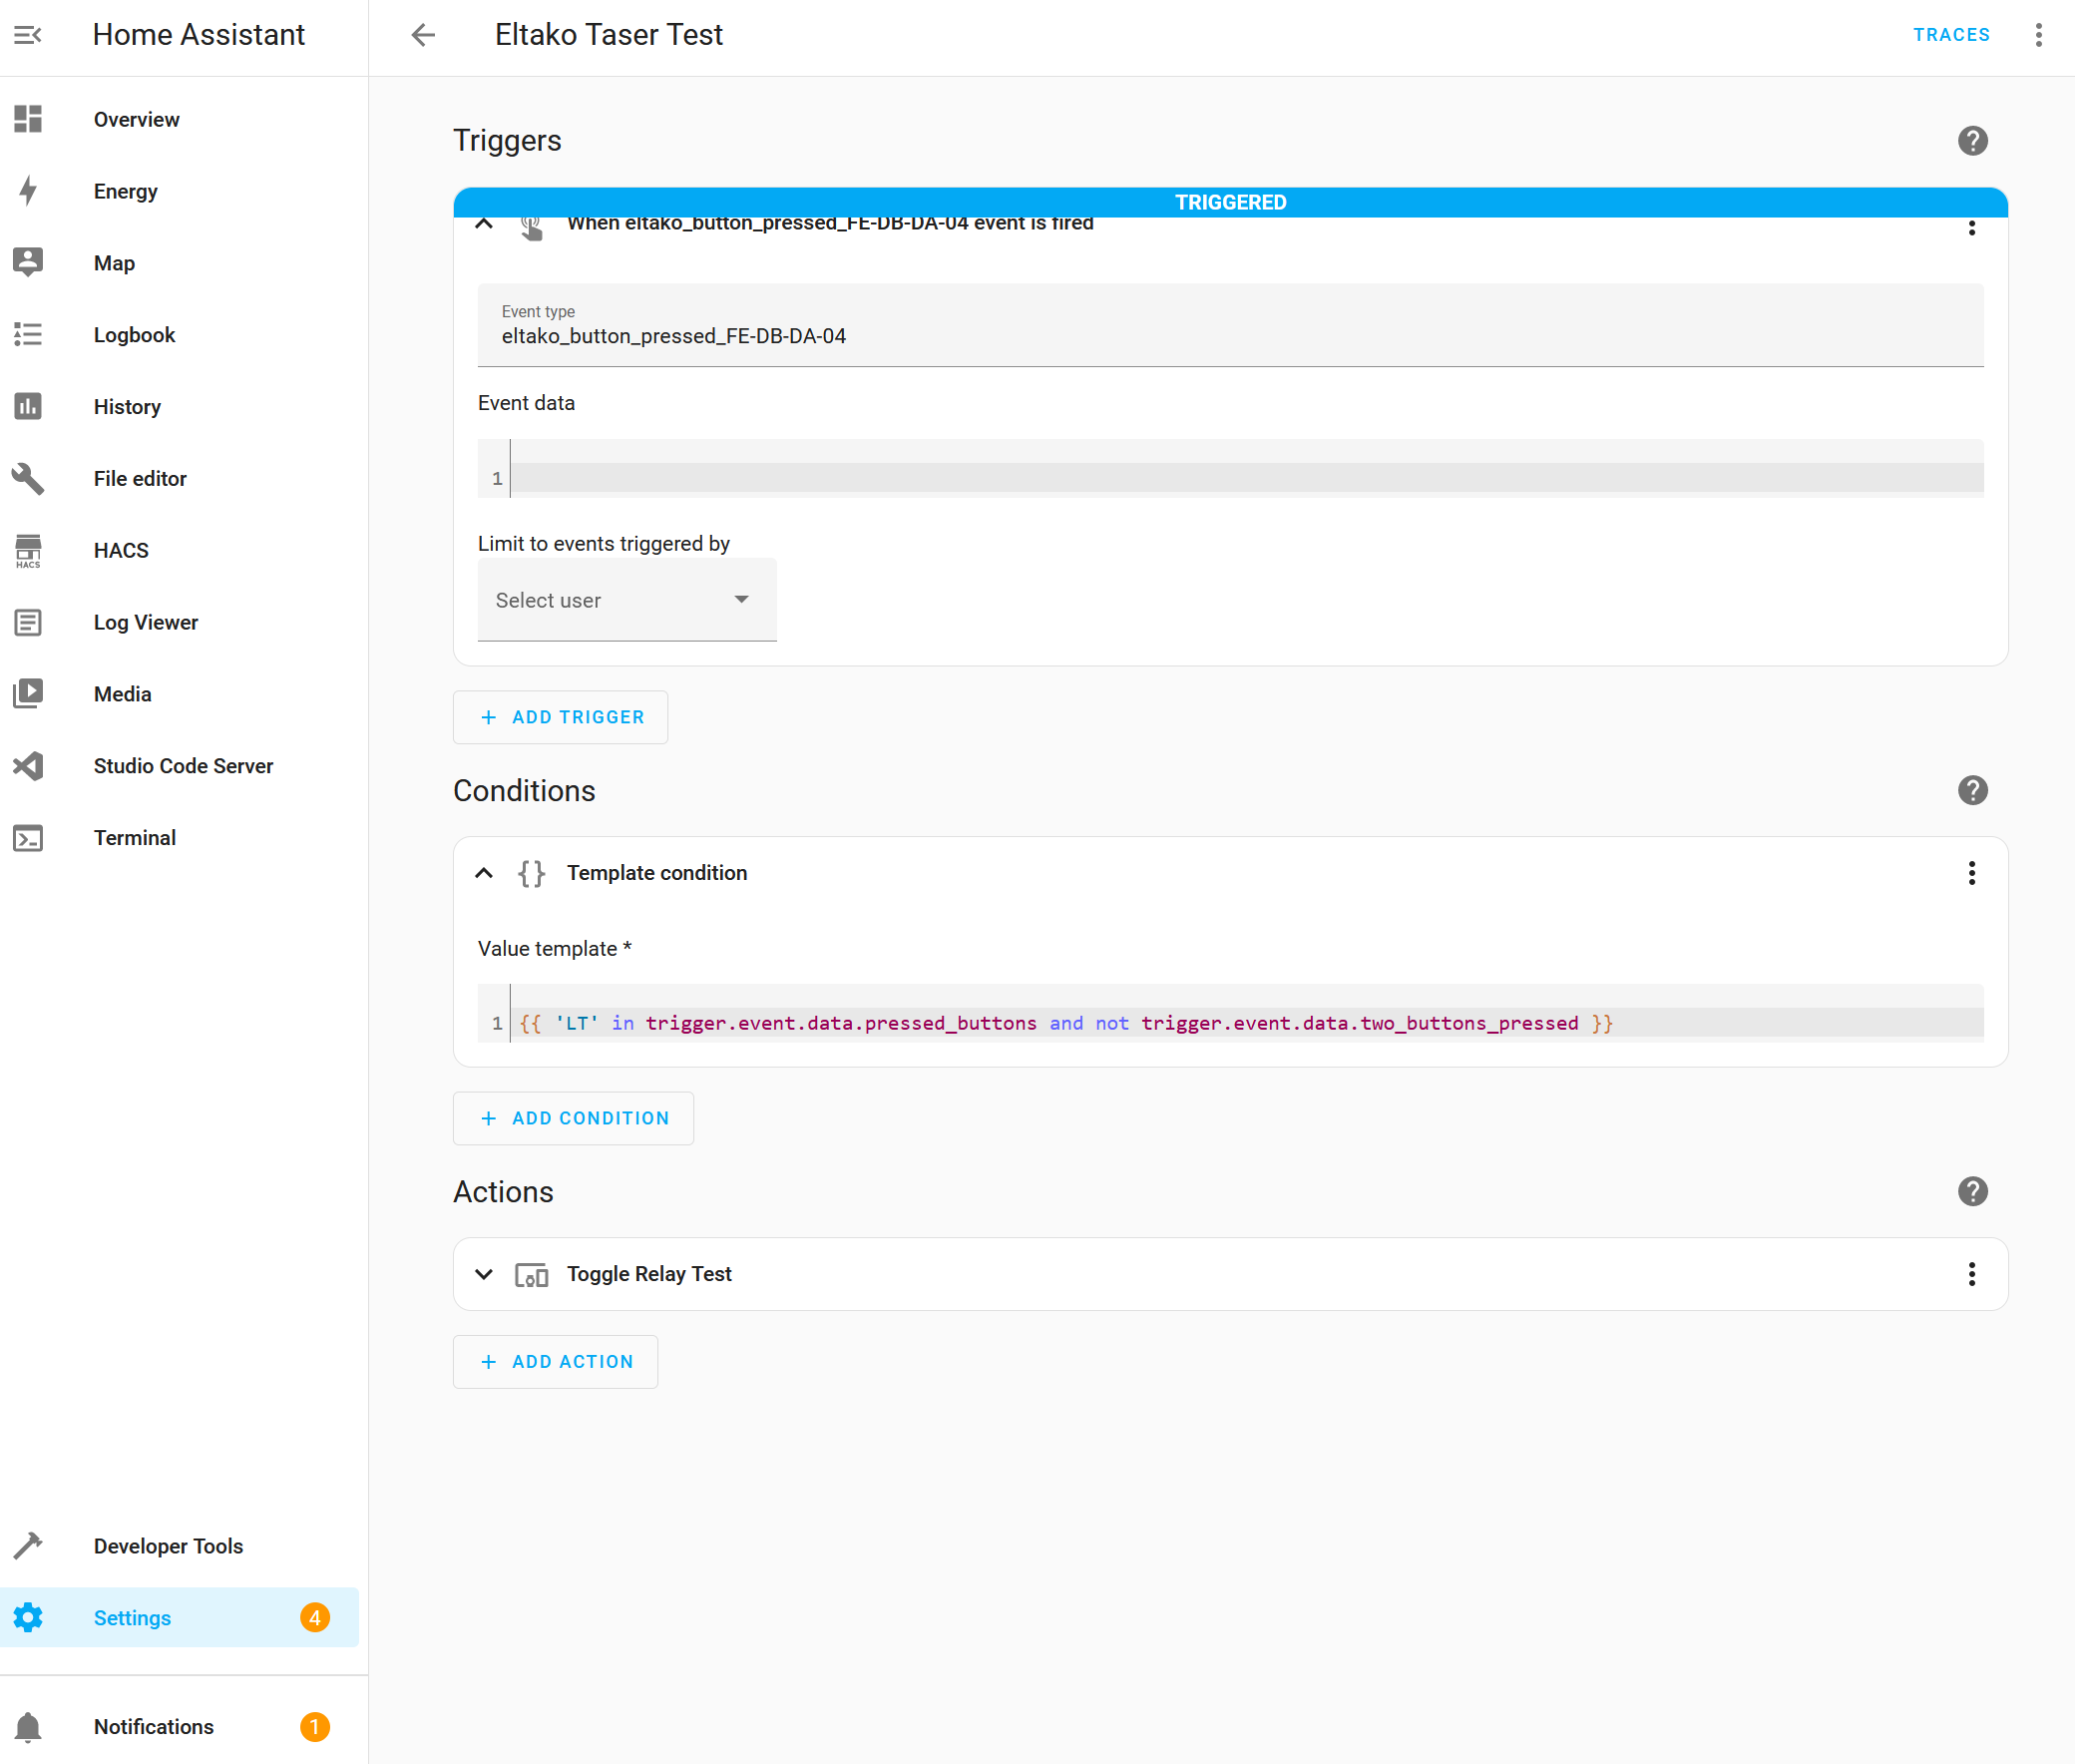 Home Assistant
Eltako Taser Test
TRACES
Overview
Energy
Map
Logbook
History
File editor
HACS
HACS
Log Viewer
Media
Studio Code Server
Terminal
Developer Tools
Settings
4
Notifications
1
Triggers
TRIGGERED
When eltako_button_pressed_FE-DB-DA-04 event is fired
Event type
eltako_button_pressed_FE-DB-DA-04
Event data
1
Limit to events triggered by
Select user
+ ADD TRIGGER
Conditions
{} Template condition
Value template *
1 {{ 'LT' in trigger.event.data.pressed_buttons and not trigger.event.data.two_buttons_pressed }}
+ ADD CONDITION
Actions
Toggle Relay Test
+ ADD ACTION